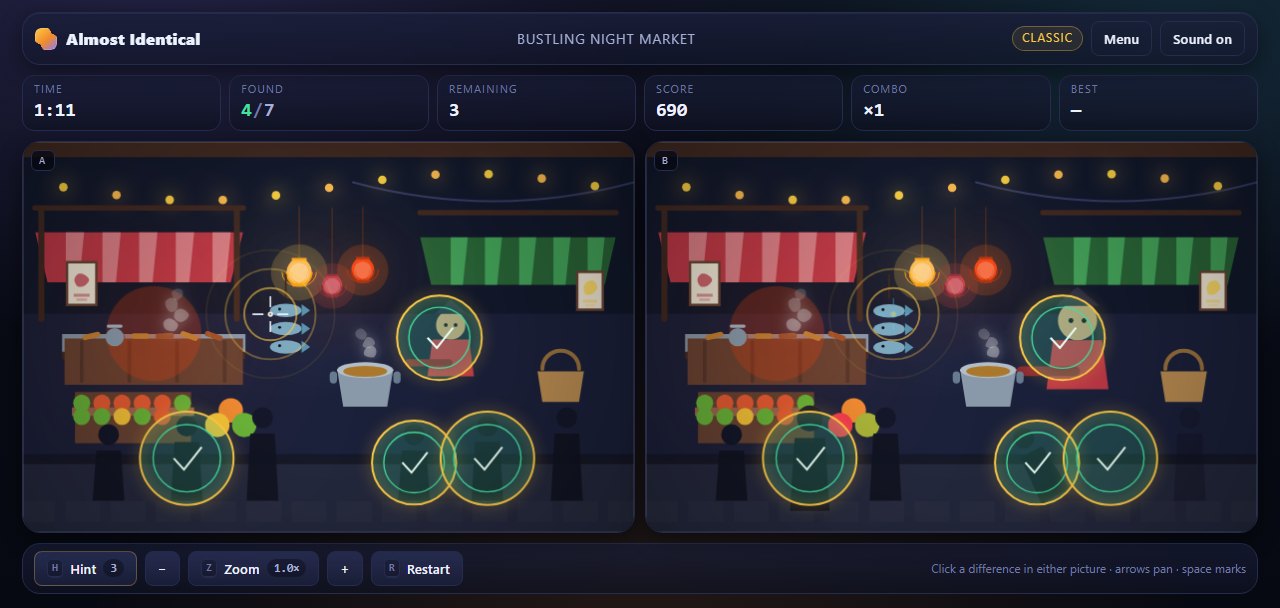 Almost Identical
BUSTLING NIGHT MARKET
CLASSIC
Menu
Sound on
TIME
1:11
FOUND
4/7
REMAINING
3
SCORE
690
COMBO
×1
BEST
—
A
B
H Hint 3
−
Z Zoom 1.0x
+
R Restart
Click a difference in either picture · arrows pan · space marks